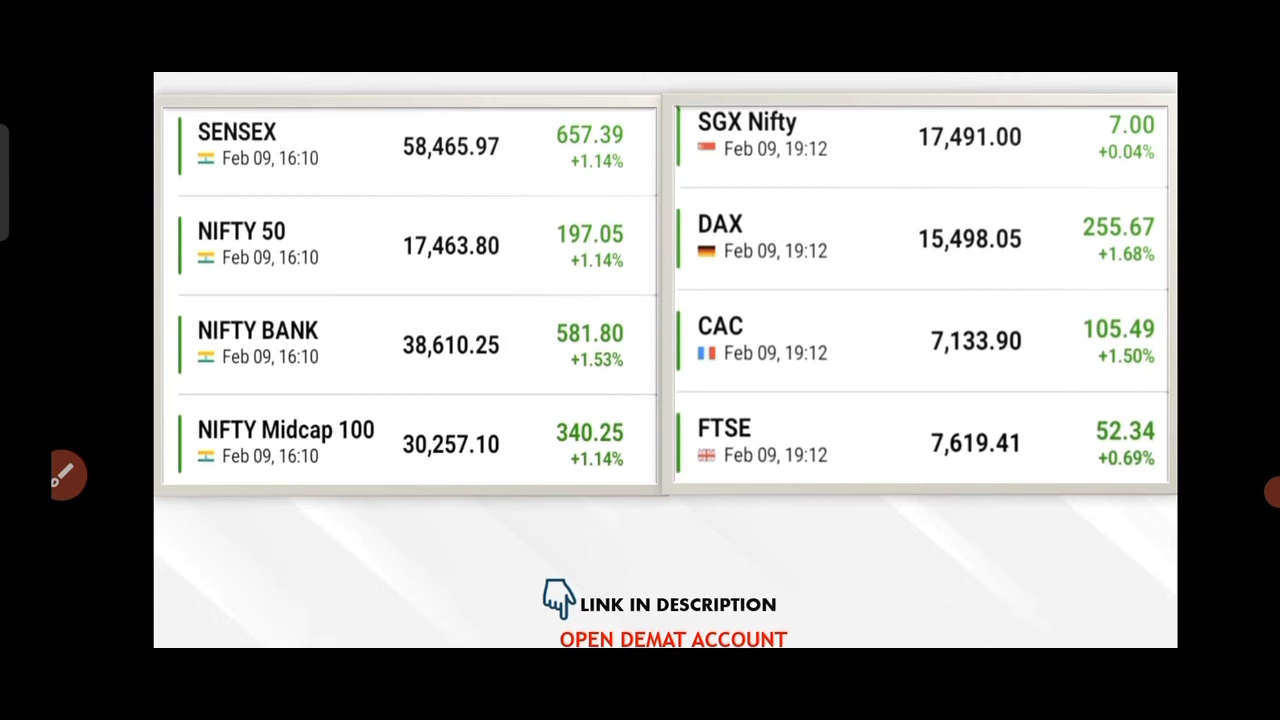 SENSEX 58,465.97 657.39
Feb 09, 16:10 +1.14%
NIFTY 50 17,463.80 197.05
Feb 09, 16:10 +1.14%
NIFTY BANK 38,610.25 581.80
Feb 09, 16:10 +1.53%
NIFTY Midcap 100 30,257.10 340.25
Feb 09, 16:10 +1.14%
SGX Nifty 17,491.00 7.00
Feb 09, 19:12 +0.04%
DAX 15,498.05 255.67
Feb 09, 19:12 +1.68%
CAC 7,133.90 105.49
Feb 09, 19:12 +1.50%
FTSE 7,619.41 52.34
Feb 09, 19:12 +0.69%
LINK IN DESCRIPTION
OPEN DEMAT ACCOUNT